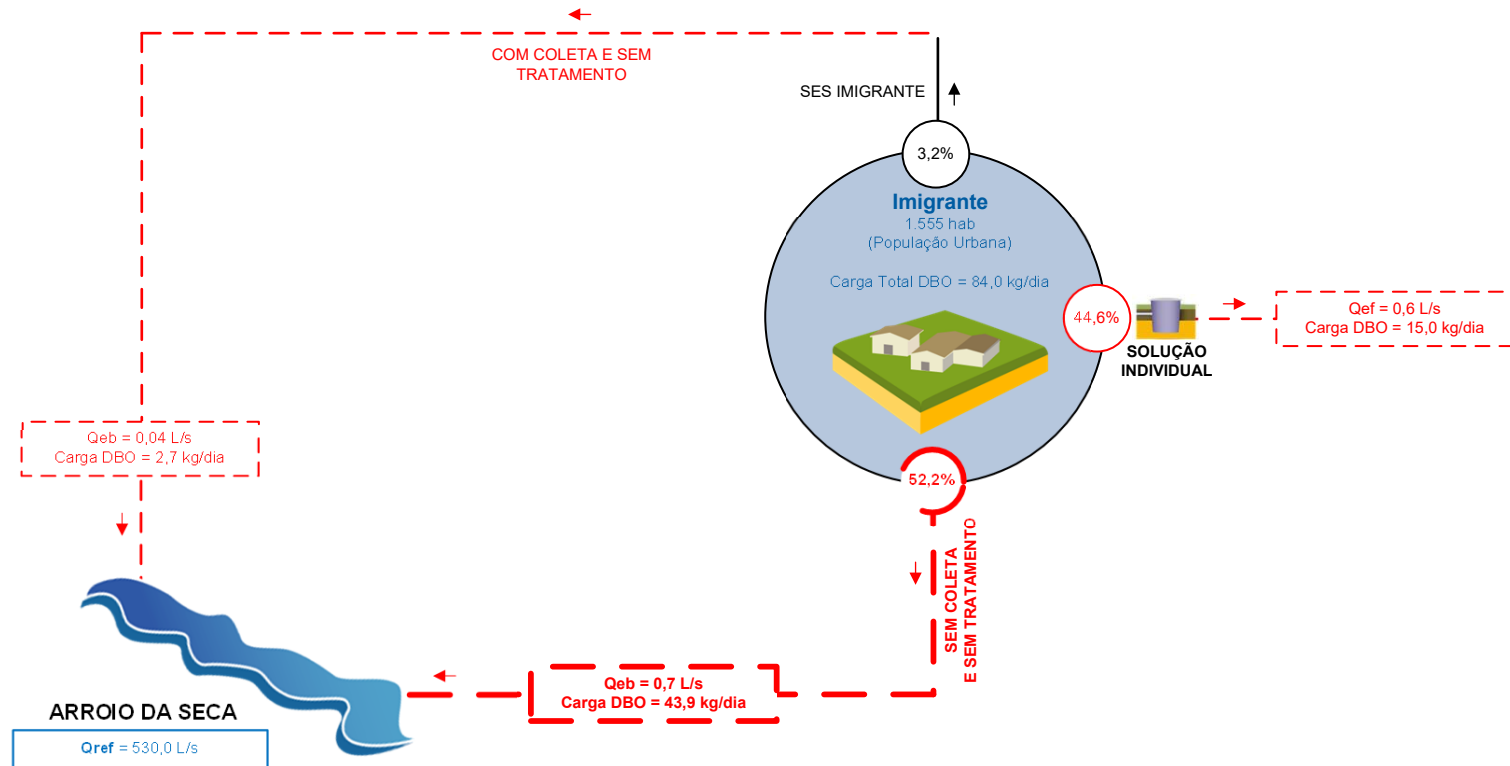 COM COLETA E SEM
TRATAMENTO
SES IMIGRANTE
3,2%
Imigrante
1.555 hab
(População Urbana)
Carga Total DBO = 84,0 kg/dia
44,6%
SOLUÇÃO
INDIVIDUAL
Qef = 0,6 L/s
Carga DBO = 15,0 kg/dia
Qeb = 0,04 L/s
Carga DBO = 2,7 kg/dia
52,2%
SEM COLETA
E SEM TRATAMENTO
Qeb = 0,7 L/s
Carga DBO = 43,9 kg/dia
ARROIO DA SECA
Qref = 530,0 L/s